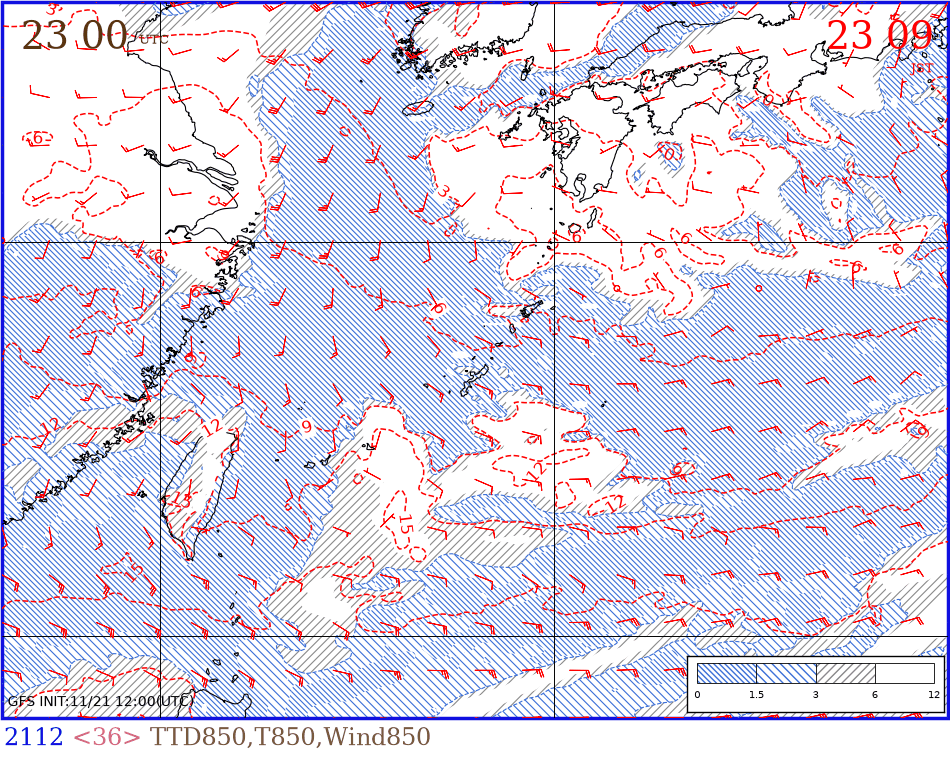 23 00 UTC
23 09 JST
GFS INIT:11/21 12:00(UTC)
0 1.5 3 6 12
2112 <36> TTD850,T850,Wind850